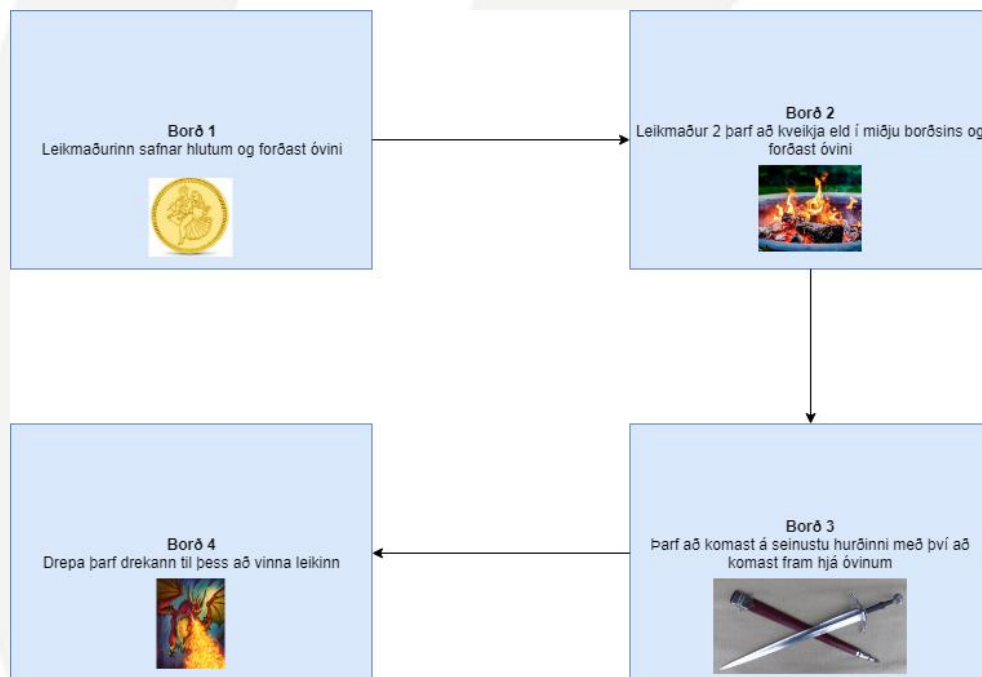 Borð 1
Leikmaðurinn safnar hlutum og forðast óvini
Borð 2
Leikmaður 2 þarf að kveikja eld í miðju borðsins og
forðast óvini
Borð 3
Þarf að komast á seinustu hurðinni með því að
komast fram hjá óvinum
Borð 4
Drepa þarf drekann til þess að vinna leikinn